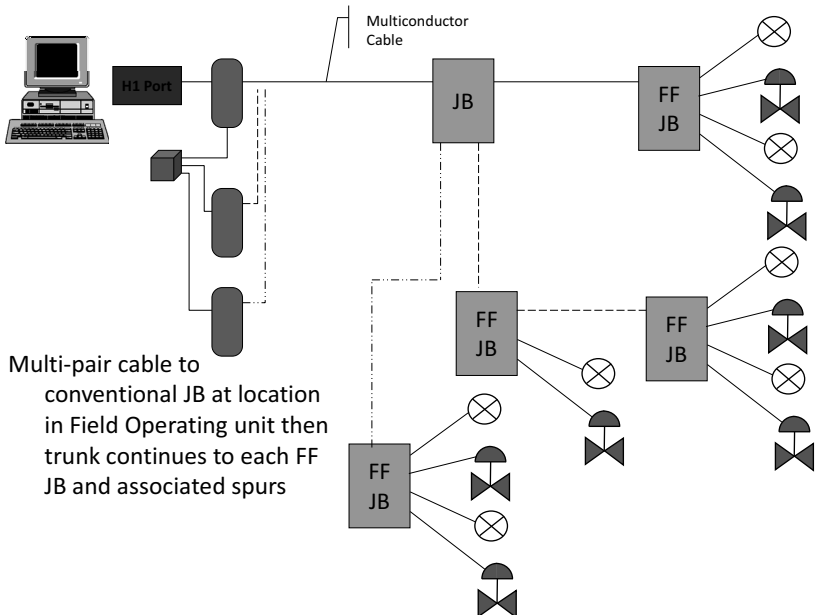 Multiconductor
Cable
H1 Port
JB
FF
JB
FF
JB
FF
JB
Multi-pair cable to
conventional JB at location
in Field Operating unit then
trunk continues to each FF
JB and associated spurs
FF
JB